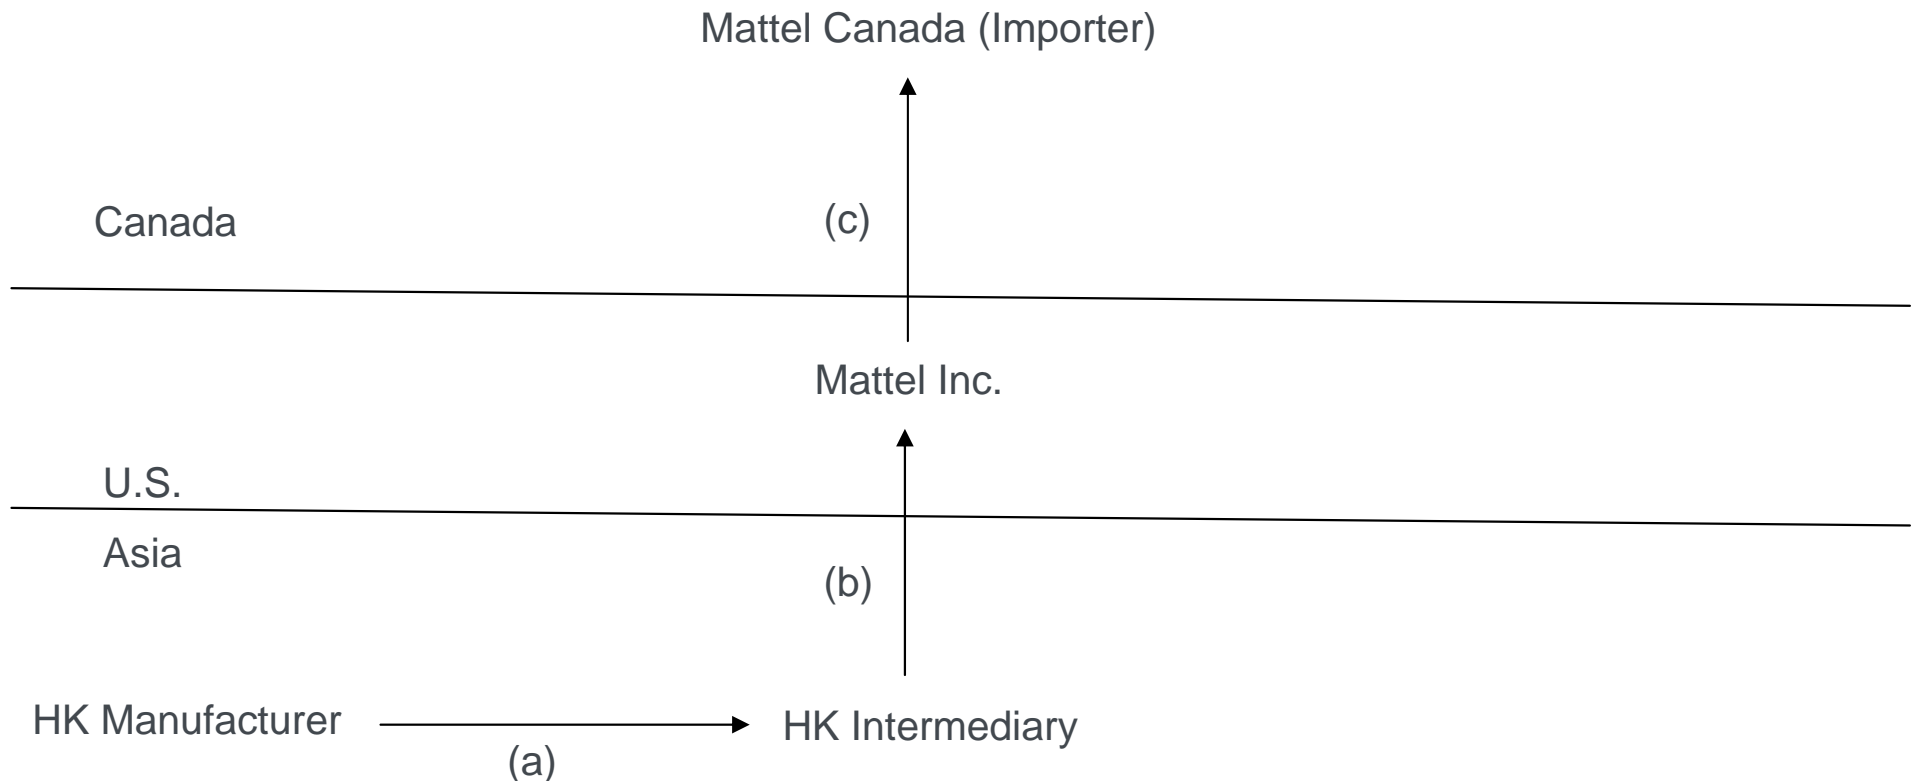 Mattel Canada (Importer)
Canada
(c)
Mattel Inc.
U.S.
Asia
(b)
HK Manufacturer
HK Intermediary
(a)